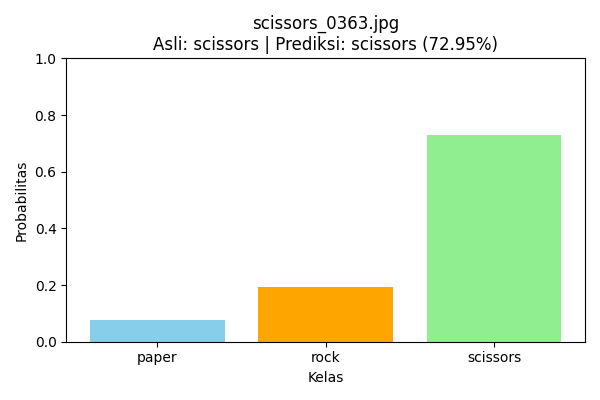 scissors_0363.jpg
Asli: scissors | Prediksi: scissors (72.95%)
1.0
0.8
0.6
0.4
0.2
0.0
Probabilitas
paper
rock
scissors
Kelas